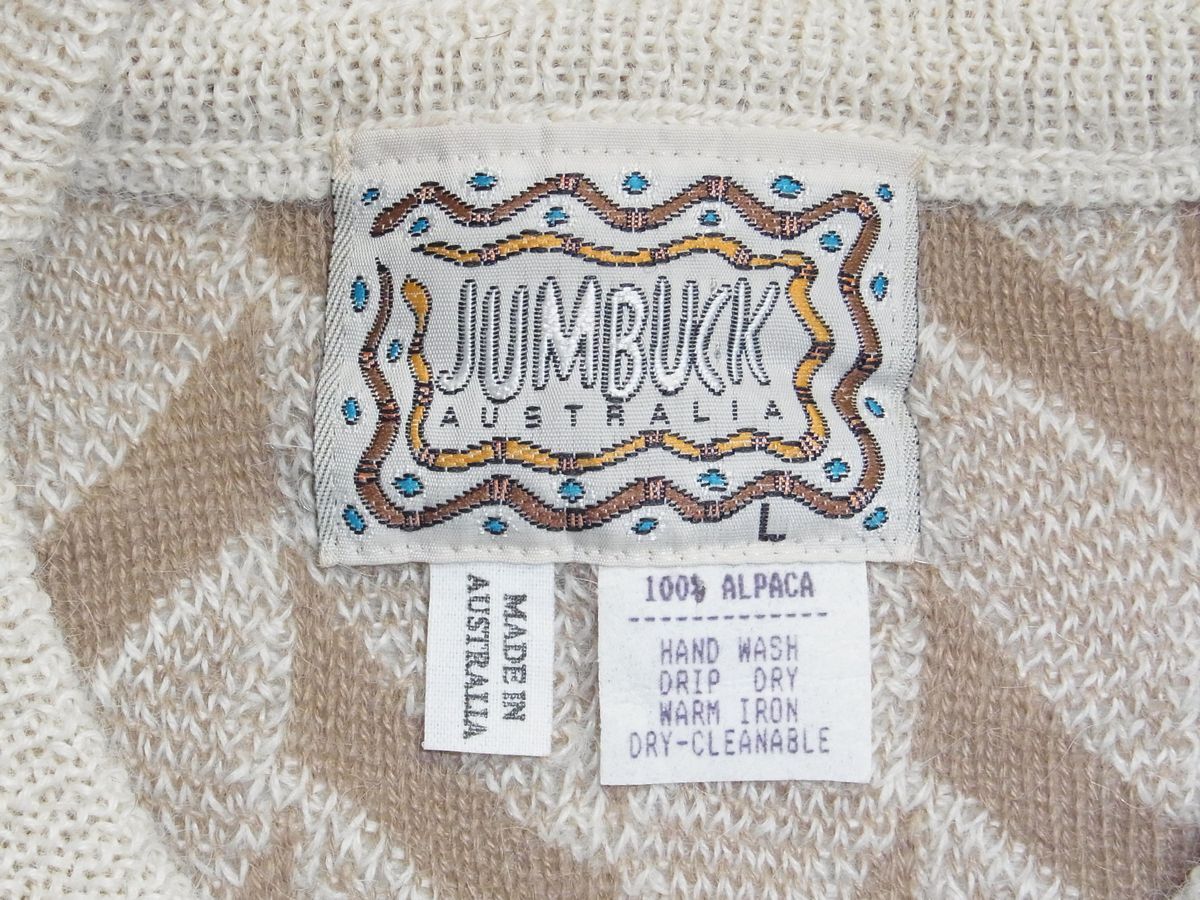 JUMBUCK
AUSTRALIA
L
MADE IN
AUSTRALIA
100% ALPACA
------------
HAND WASH
DRIP DRY
WARM IRON
DRY-CLEANABLE